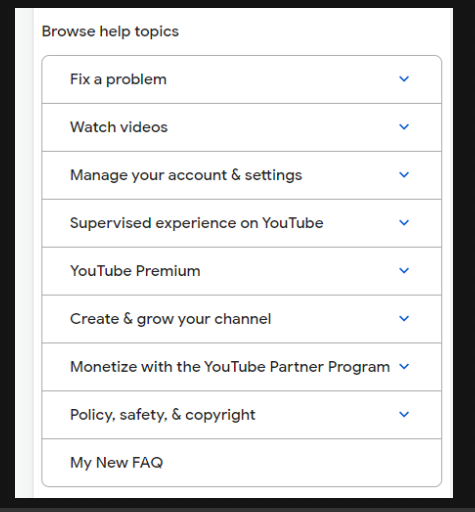 Browse help topics
Fix a problem
Watch videos
Manage your account & settings
Supervised experience on YouTube
YouTube Premium
Create & grow your channel
Monetize with the YouTube Partner Program
Policy, safety, & copyright
My New FAQ